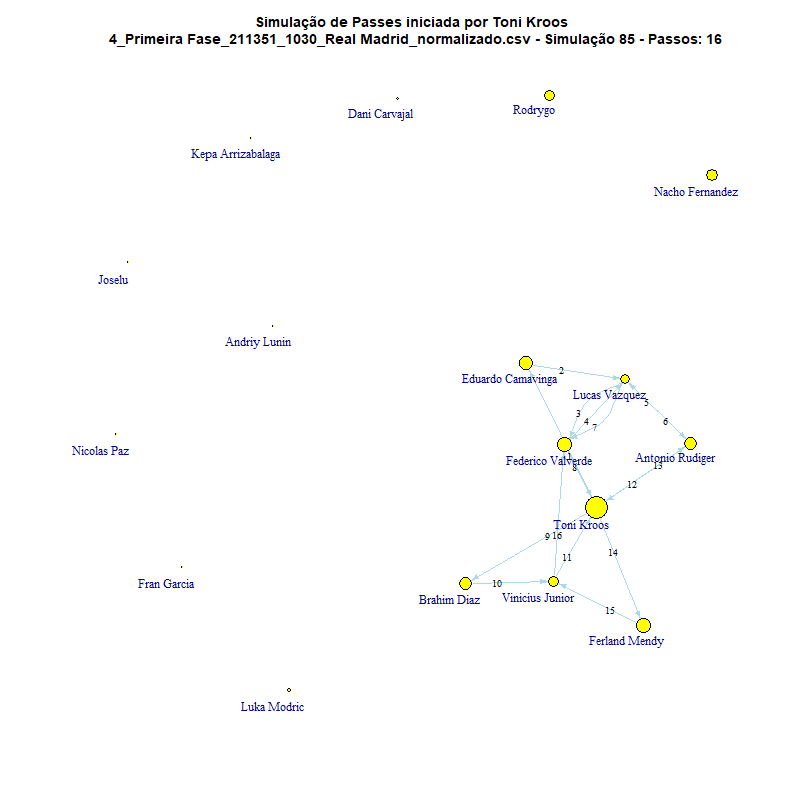 Simulação de Passes iniciada por Toni Kroos
4_Primeira Fase_211351_1030_Real Madrid_normalizado.csv - Simulação 85 - Passos: 16
Dani Carvajal
Rodrygo
Kepa Arrizabalaga
Nacho Fernandez
Joselu
Andriy Lunin
2
Eduardo Camavinga
Lucas Vazquez
5
3
4
6
7
Nicolas Paz
1
Federico Valverde
Antonio Rudiger
8
13
12
Toni Kroos
9
16
14
11
Fran Garcia
10
Brahim Diaz
Vinicius Junior
15
Ferland Mendy
Luka Modric